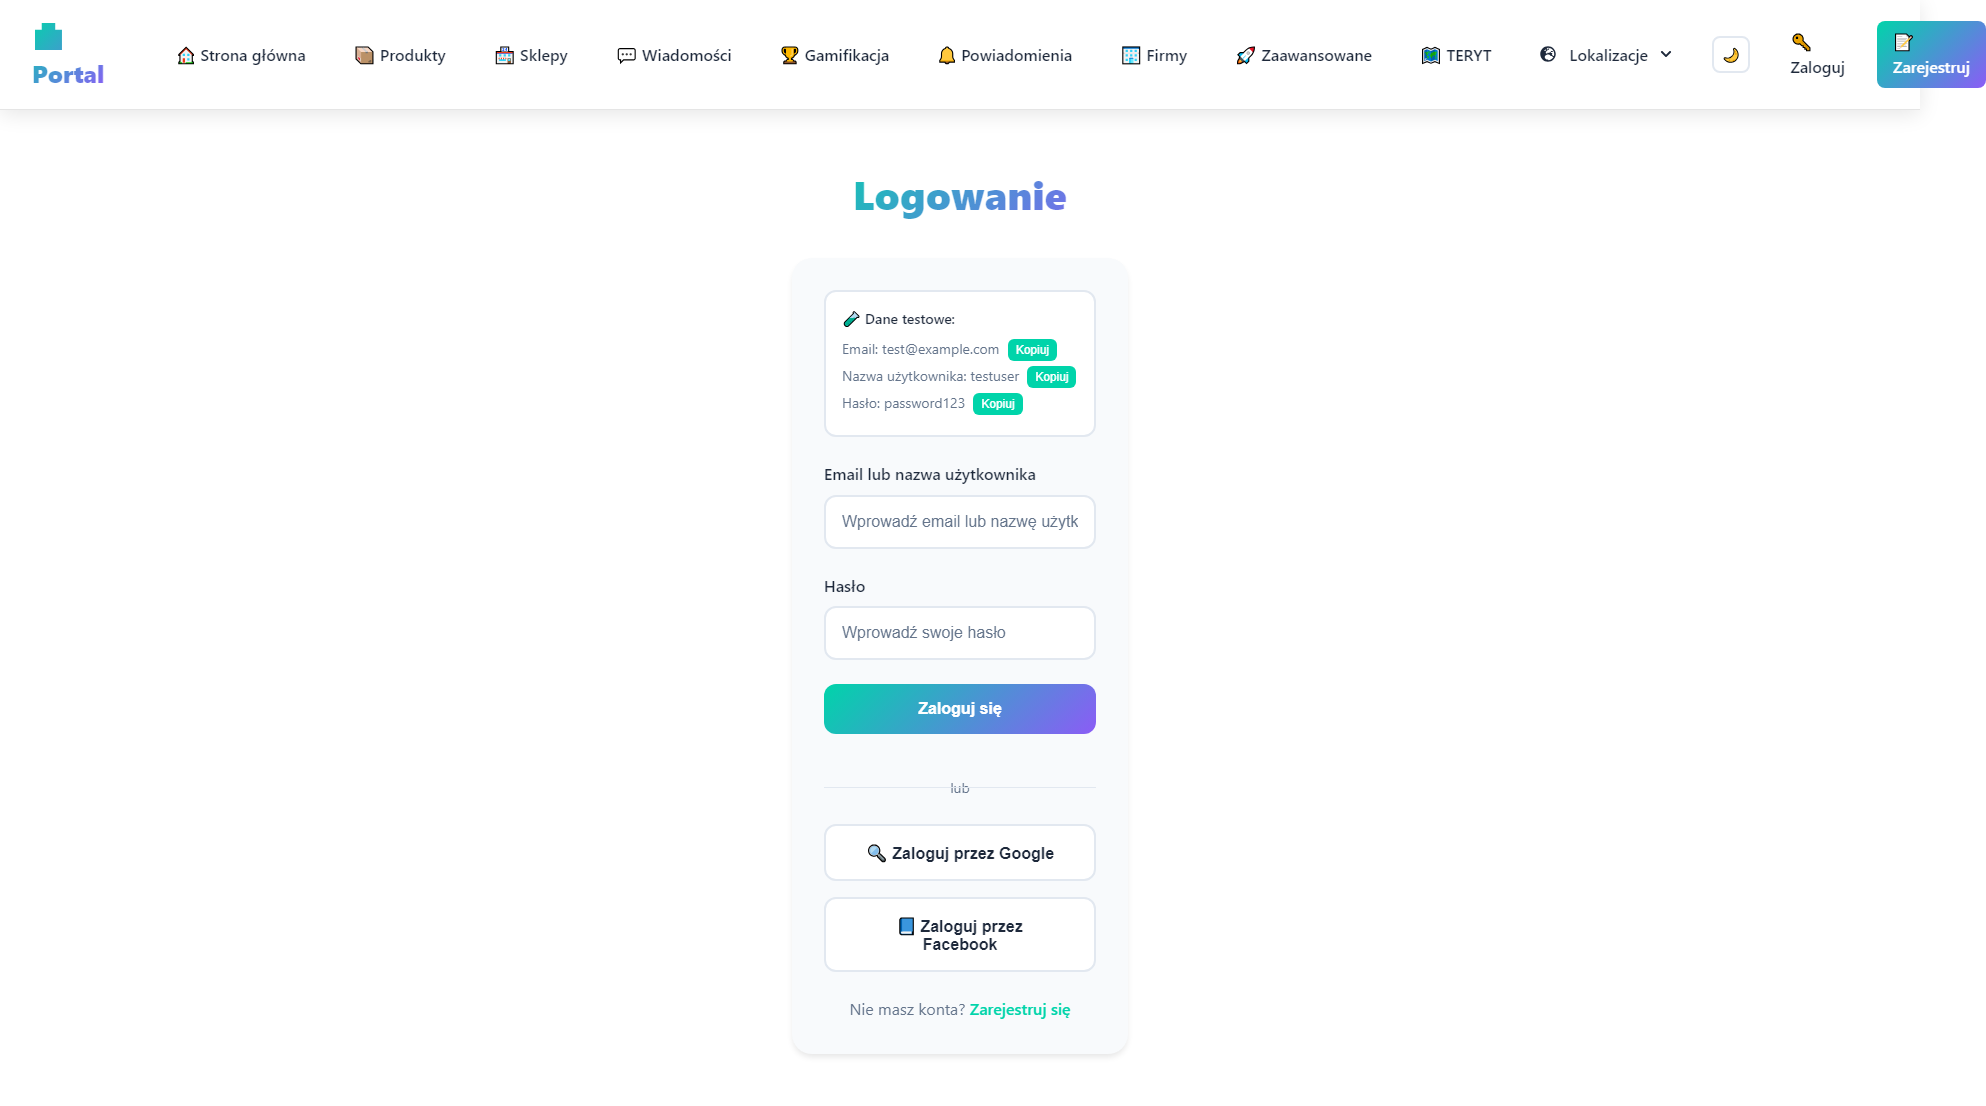 Portal
Strona główna
Produkty
Sklepy
Wiadomości
Gamifikacja
Powiadomienia
Firmy
Zaawansowane
TERYT
Lokalizacje
Zaloguj
Zarejestruj
Logowanie
Dane testowe:
Email: test@example.com Kopiuj
Nazwa użytkownika: testuser Kopiuj
Hasło: password123 Kopiuj
Email lub nazwa użytkownika
Wprowadź email lub nazwę użytk
Hasło
Wprowadź swoje hasło
Zaloguj się
lub
Zaloguj przez Google
Zaloguj przez
Facebook
Nie masz konta? Zarejestruj się